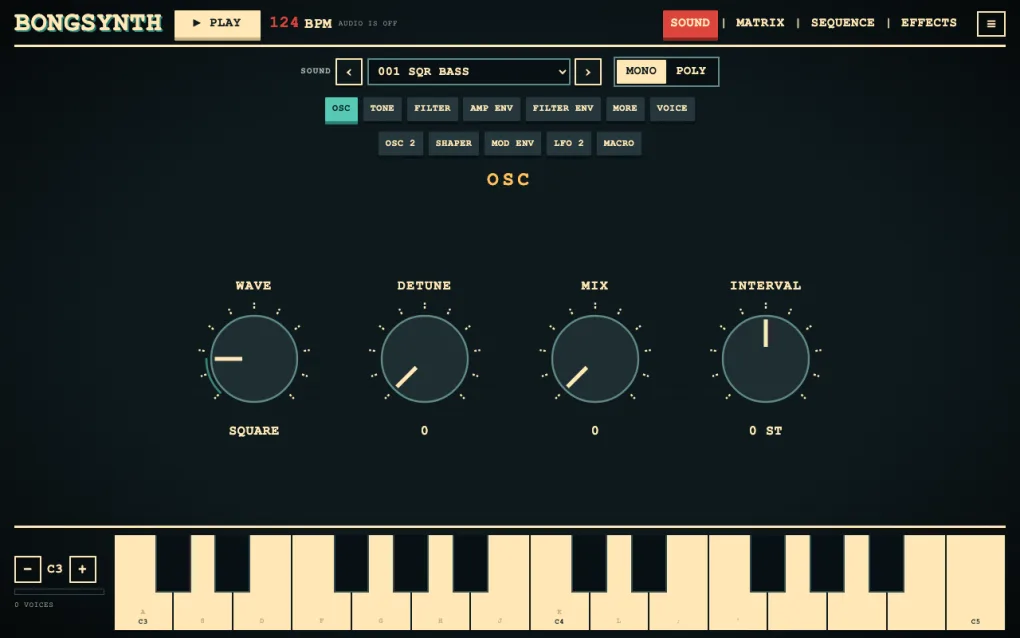 BONGSYNTH ► PLAY 124 BPM AUDIO IS OFF SOUND | MATRIX | SEQUENCE | EFFECTS ≡
SOUND < 001 SQR BASS > MONO POLY
OSC TONE FILTER AMP ENV FILTER ENV MORE VOICE
OSC 2 SHAPER MOD ENV LFO 2 MACRO
OSC
WAVE DETUNE MIX INTERVAL
SQUARE 0 0 0 ST
− C3 +
0 VOICES
A K
C3 S D F G H J C4 L ; ' C5